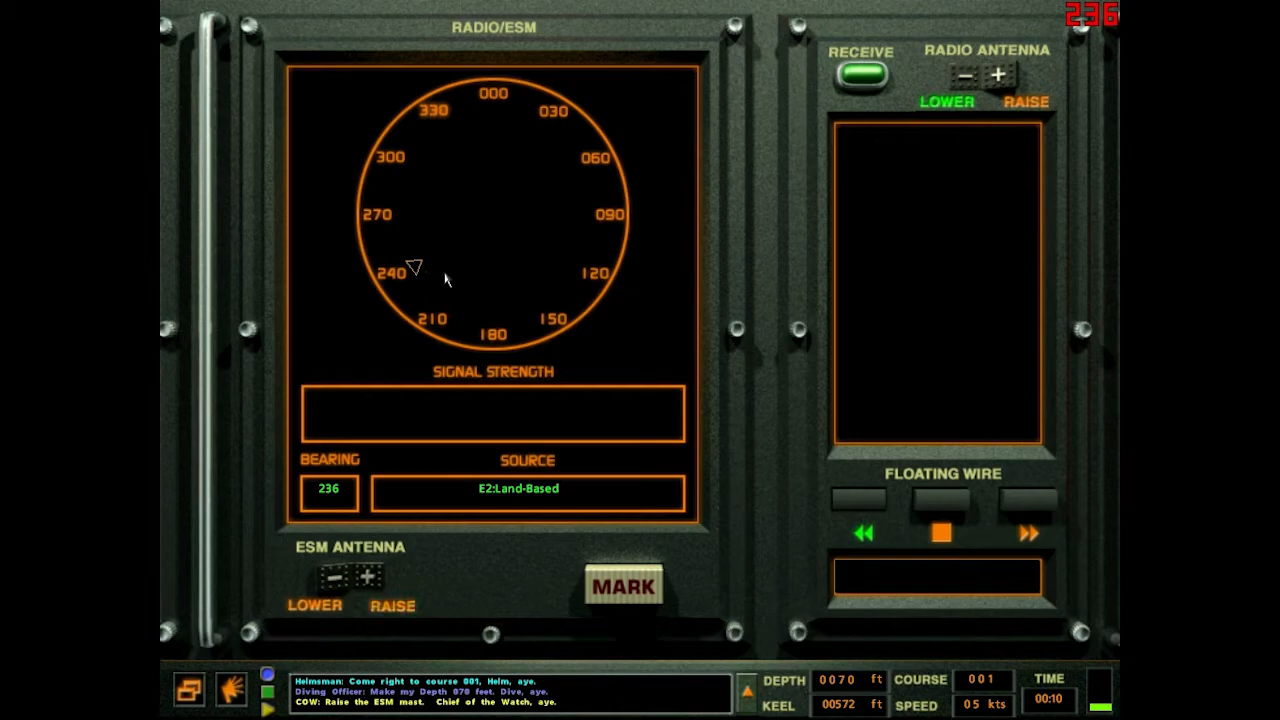 236
RADIO/ESM
000
330
030
300
060
270
090
240
120
210
150
180
SIGNAL STRENGTH
BEARING
SOURCE
236
E2:Land-Based
ESM ANTENNA
LOWER
RAISE
MARK
RECEIVE
RADIO ANTENNA
LOWER
RAISE
FLOATING WIRE
Helmsman: Come right to course 001, Helm, aye.
Diving Officer: Make my Depth 070 feet. Dive, aye.
COW: Raise the ESM mast. Chief of the Watch, aye.
DEPTH 0070 ft COURSE 001 TIME
KEEL 00572 ft SPEED 05 kts 00:10